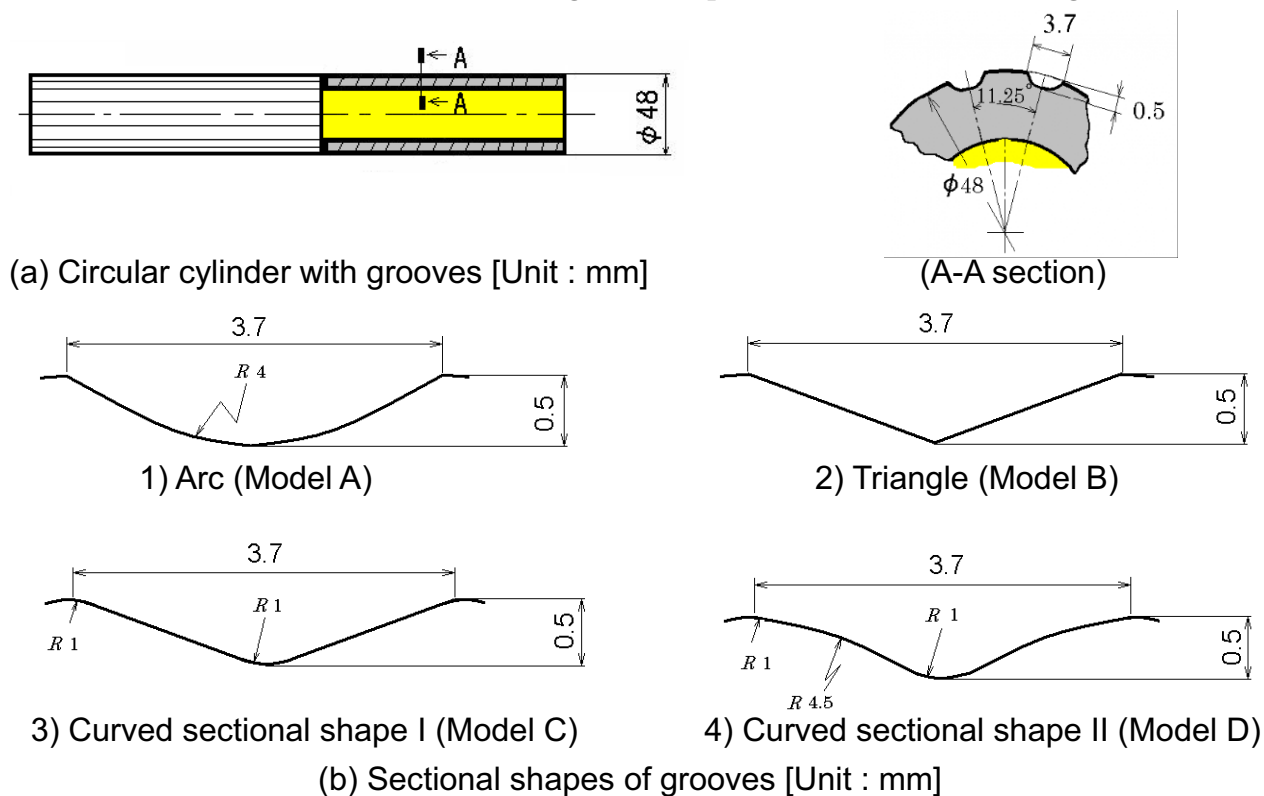 A
A
ϕ 48
3.7
11.25°
0.5
ϕ48
(a) Circular cylinder with grooves [Unit : mm]
(A-A section)
3.7
R 4
0.5
1) Arc (Model A)
3.7
0.5
2) Triangle (Model B)
3.7
R 1
R 1
0.5
3) Curved sectional shape I (Model C)
3.7
R 1
R 1
R 4.5
0.5
4) Curved sectional shape II (Model D)
(b) Sectional shapes of grooves [Unit : mm]